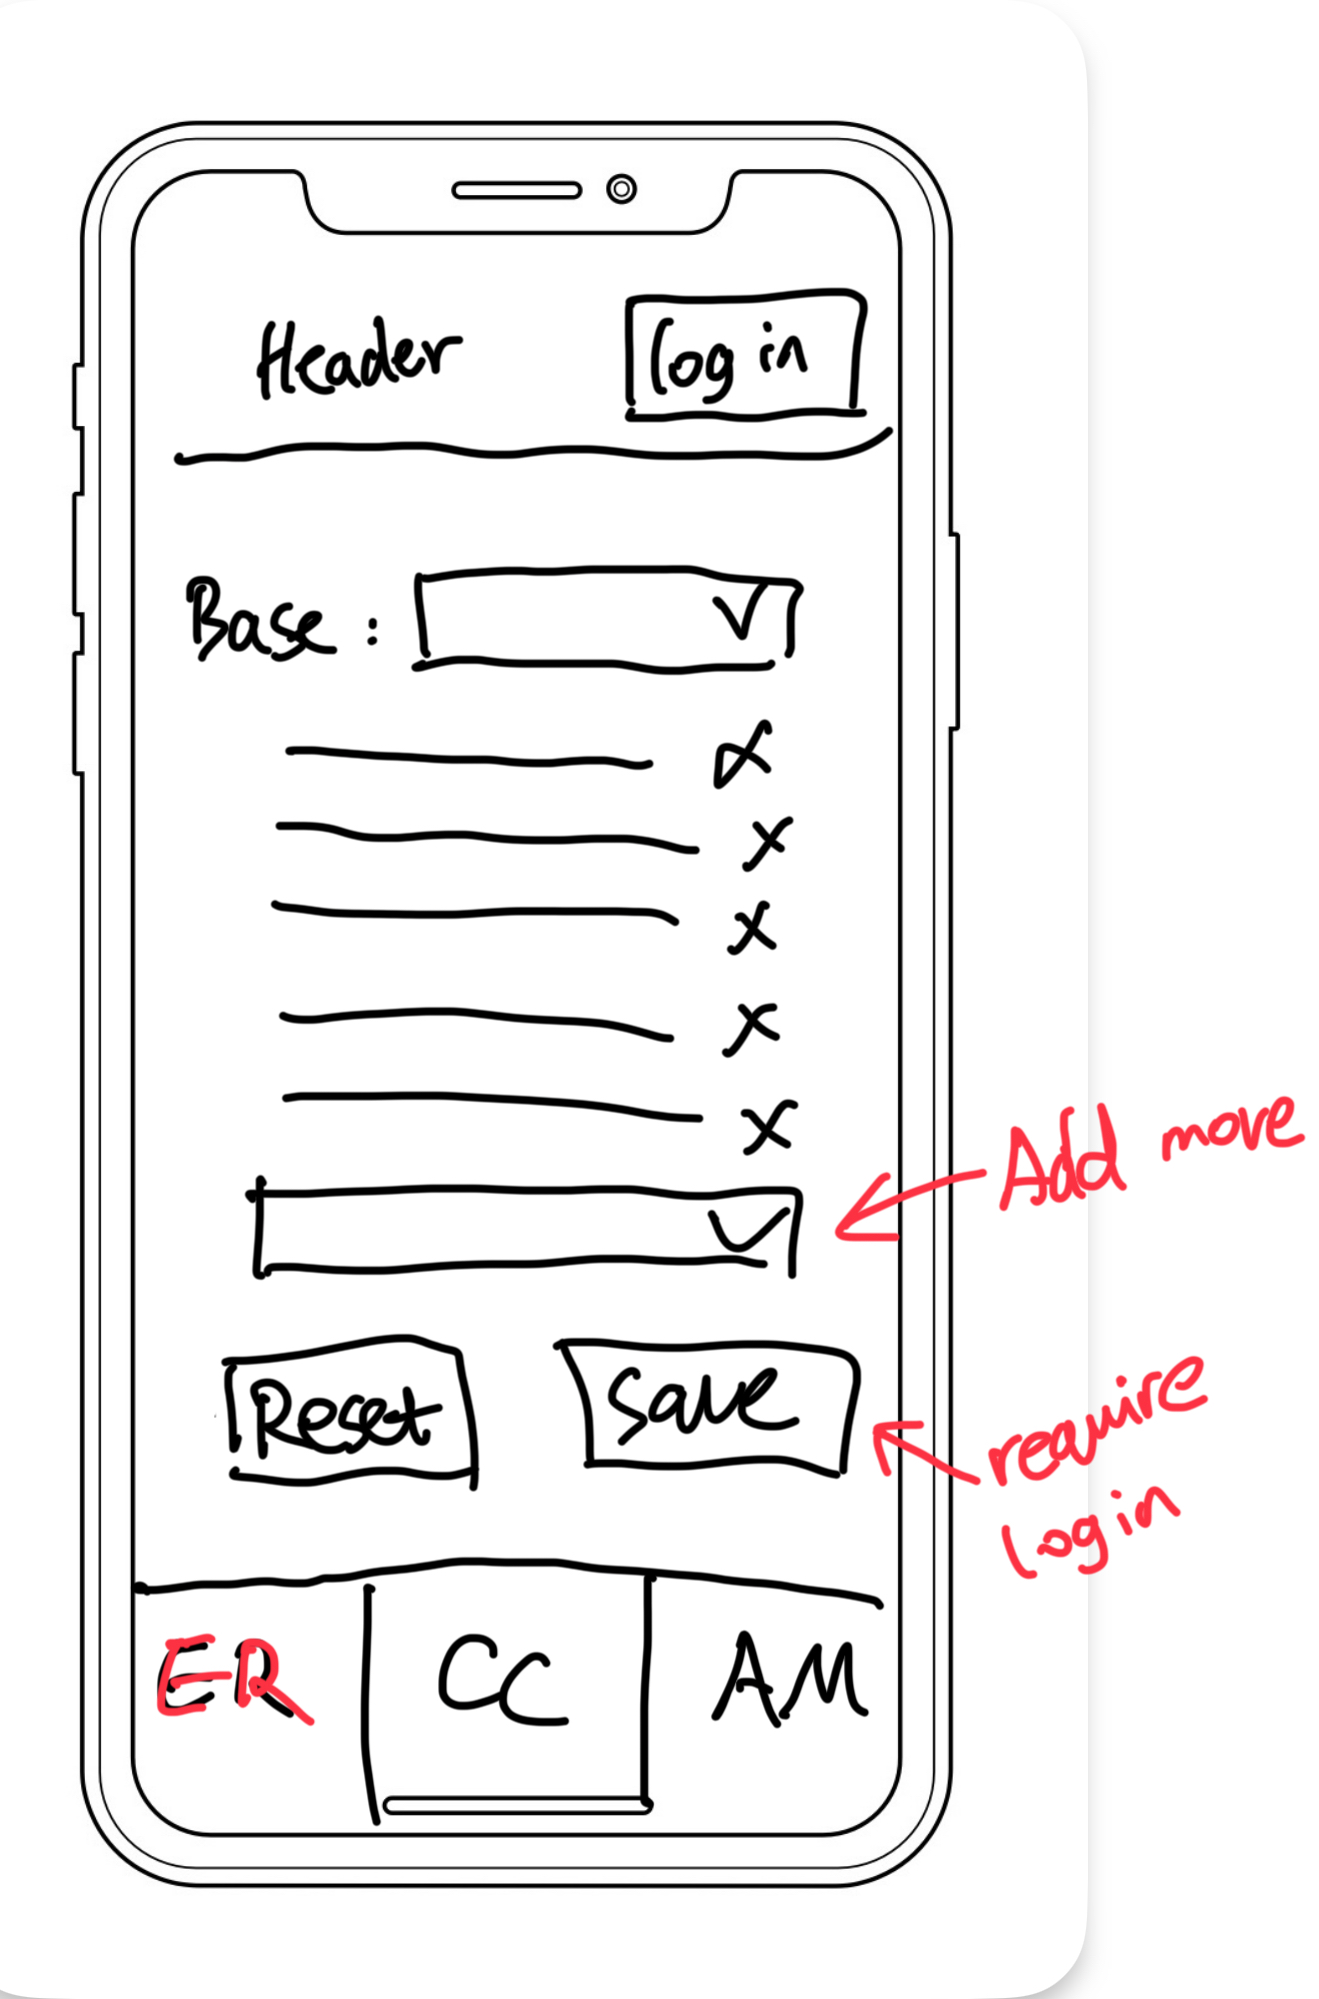 Header
log in
Base :
x
x
x
x
x
Add more
Reset
Save
require
login
ER
CC
AM